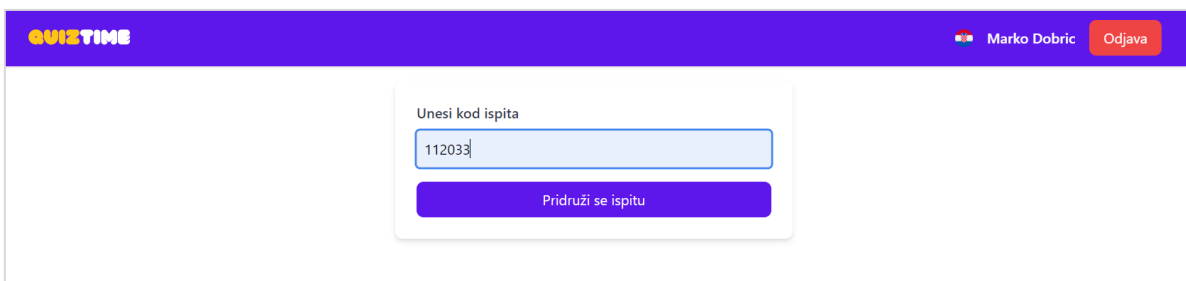 QUIZTIME
Marko Dobric
Odjava
Unesi kod ispita
112033
Pridruži se ispitu